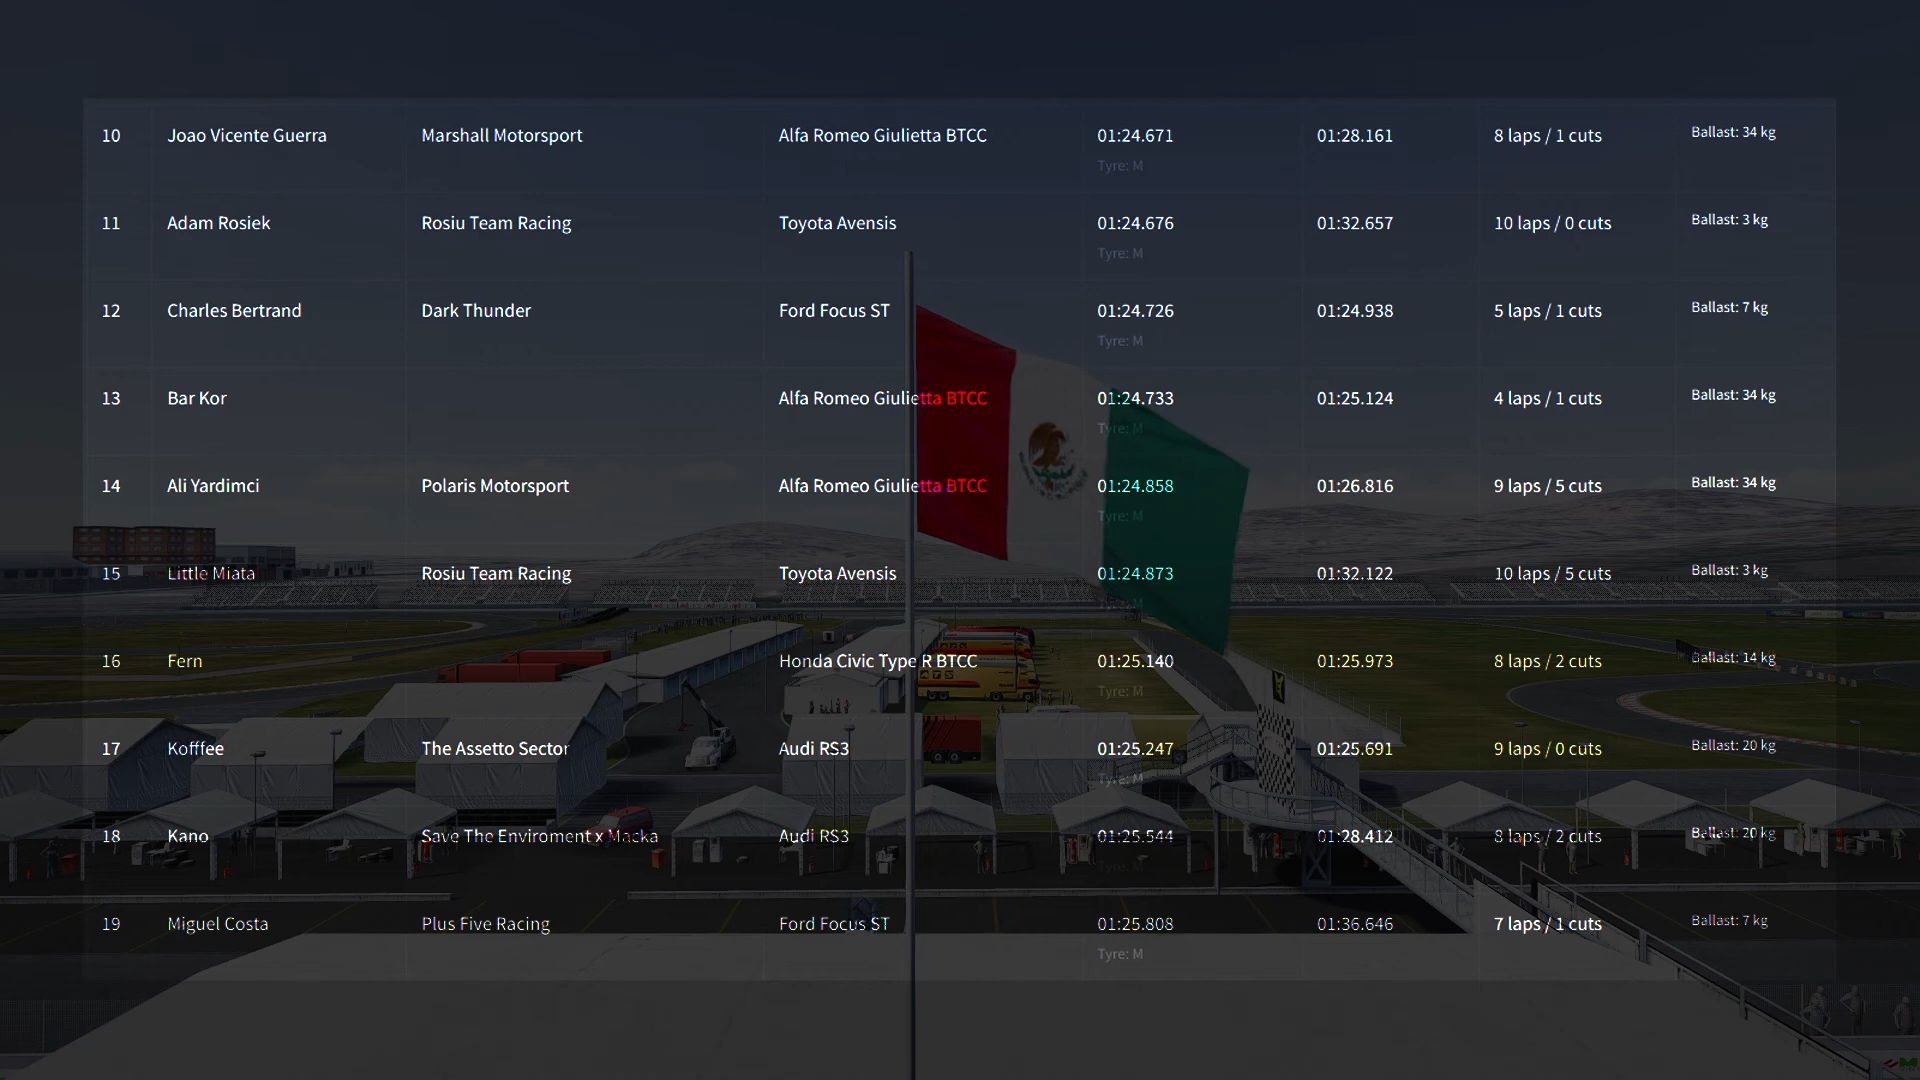 10 Joao Vicente Guerra Marshall Motorsport Alfa Romeo Giulietta BTCC 01:24.671 01:28.161 8 laps / 1 cuts Ballast: 34 kg
Tyre: M
11 Adam Rosiek Rosiu Team Racing Toyota Avensis 01:24.676 01:32.657 10 laps / 0 cuts Ballast: 3 kg
Tyre: M
12 Charles Bertrand Dark Thunder Ford Focus ST 01:24.726 01:24.938 5 laps / 1 cuts Ballast: 7 kg
Tyre: M
13 Bar Kor Alfa Romeo Giulietta BTCC 01:24.733 01:25.124 4 laps / 1 cuts Ballast: 34 kg
Tyre: M
14 Ali Yardimci Polaris Motorsport Alfa Romeo Giulietta BTCC 01:24.858 01:26.816 9 laps / 5 cuts Ballast: 34 kg
Tyre: M
15 Little Miata Rosiu Team Racing Toyota Avensis 01:24.873 01:32.122 10 laps / 5 cuts Ballast: 3 kg
Tyre: M
16 Fern Honda Civic Type R BTCC 01:25.140 01:25.973 8 laps / 2 cuts Ballast: 14 kg
Tyre: M
17 Kofffee The Assetto Sector Audi RS3 01:25.247 01:25.691 9 laps / 0 cuts Ballast: 20 kg
Tyre: M
18 Kano Save The Enviroment x Macka Audi RS3 01:25.544 01:28.412 8 laps / 2 cuts Ballast: 20 kg
Tyre: M
19 Miguel Costa Plus Five Racing Ford Focus ST 01:25.808 01:36.646 7 laps / 1 cuts Ballast: 7 kg
Tyre: M